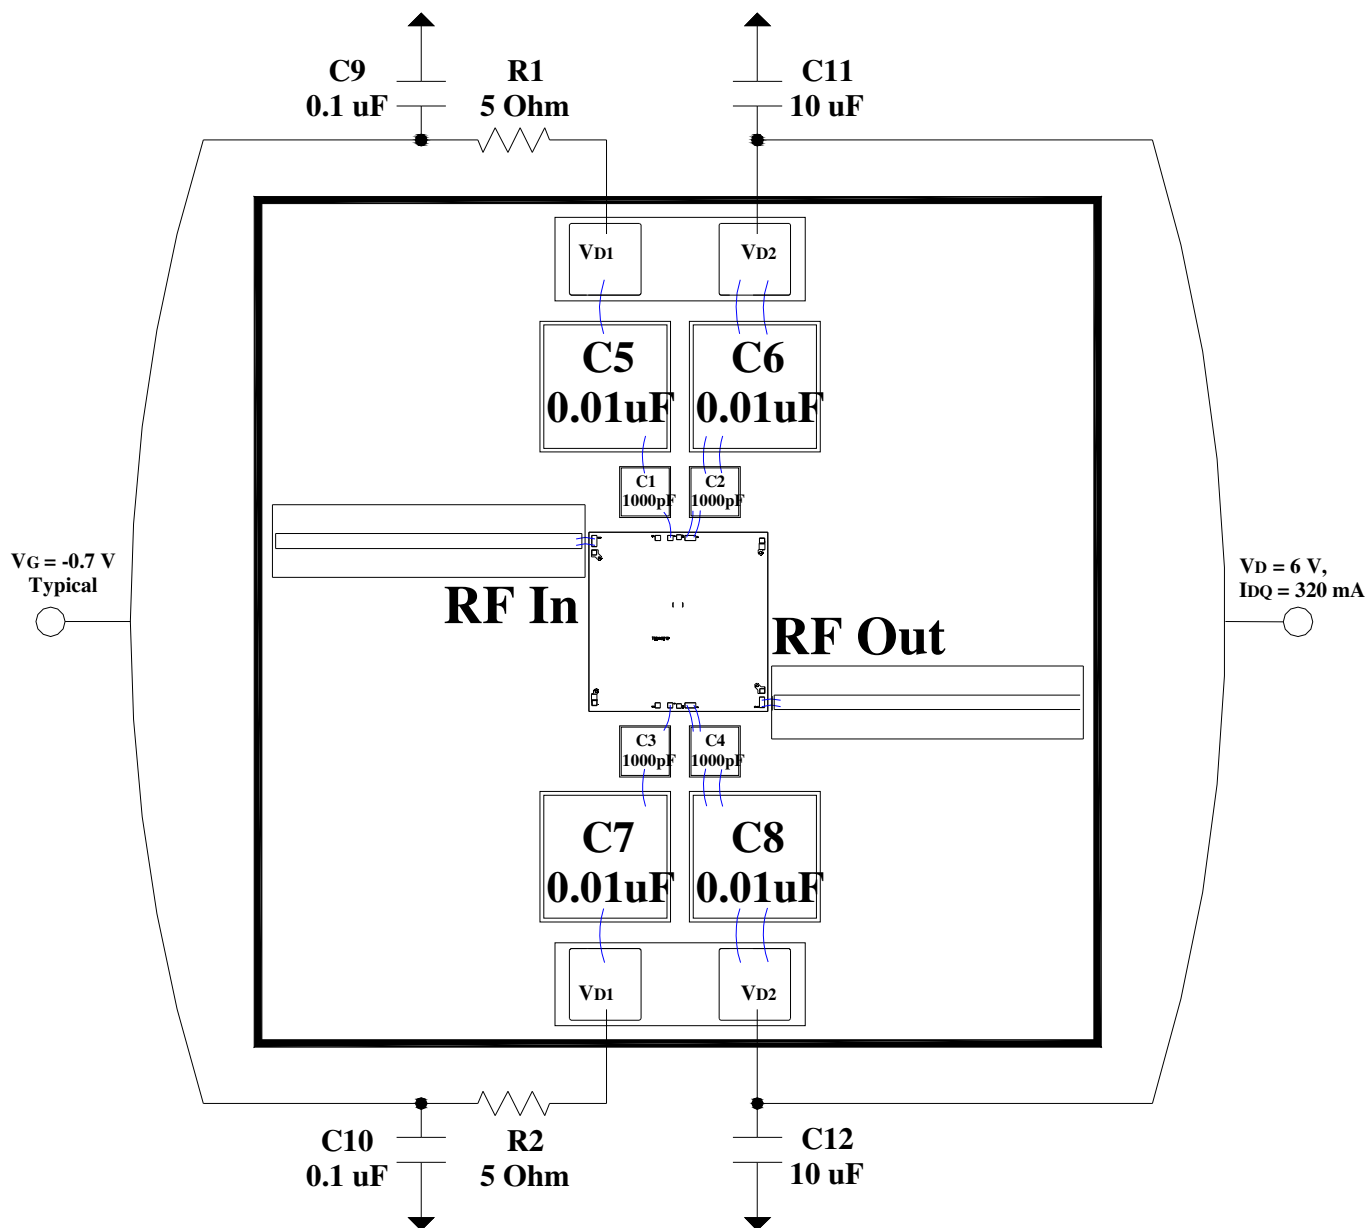 C9
0.1 uF
R1
5 Ohm
C11
10 uF
VD1
VD2
C5
0.01uF
C6
0.01uF
C1
1000pF
C2
1000pF
VG = -0.7 V
Typical
RF In
RF Out
VD = 6 V,
IDQ = 320 mA
C3
1000pF
C4
1000pF
C7
0.01uF
C8
0.01uF
VD1
VD2
C10
0.1 uF
R2
5 Ohm
C12
10 uF